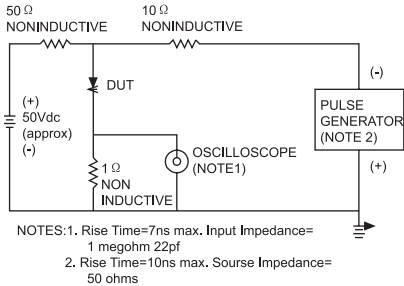 50 Ω
NONINDUCTIVE
10 Ω
NONINDUCTIVE
DUT
(+)
50Vdc
(approx)
(-)
1 Ω
NON
INDUCTIVE
OSCILLOSCOPE
(NOTE1)
(-)
PULSE
GENERATOR
(NOTE 2)
(+)
NOTES:1. Rise Time=7ns max. Input Impedance=
1 megohm 22pf
2. Rise Time=10ns max. Sourse Impedance=
50 ohms